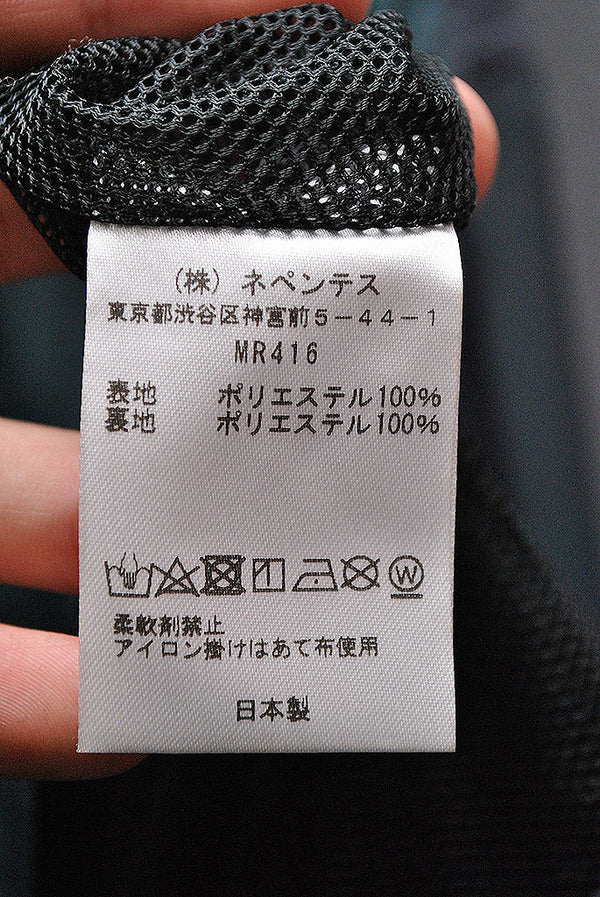 (株) ネペンテス
東京都渋谷区神宮前5-44-1
MR416
表地 ポリエステル100%
裏地 ポリエステル100%
W
柔軟剤禁止
アイロン掛けはあて布使用
日本製